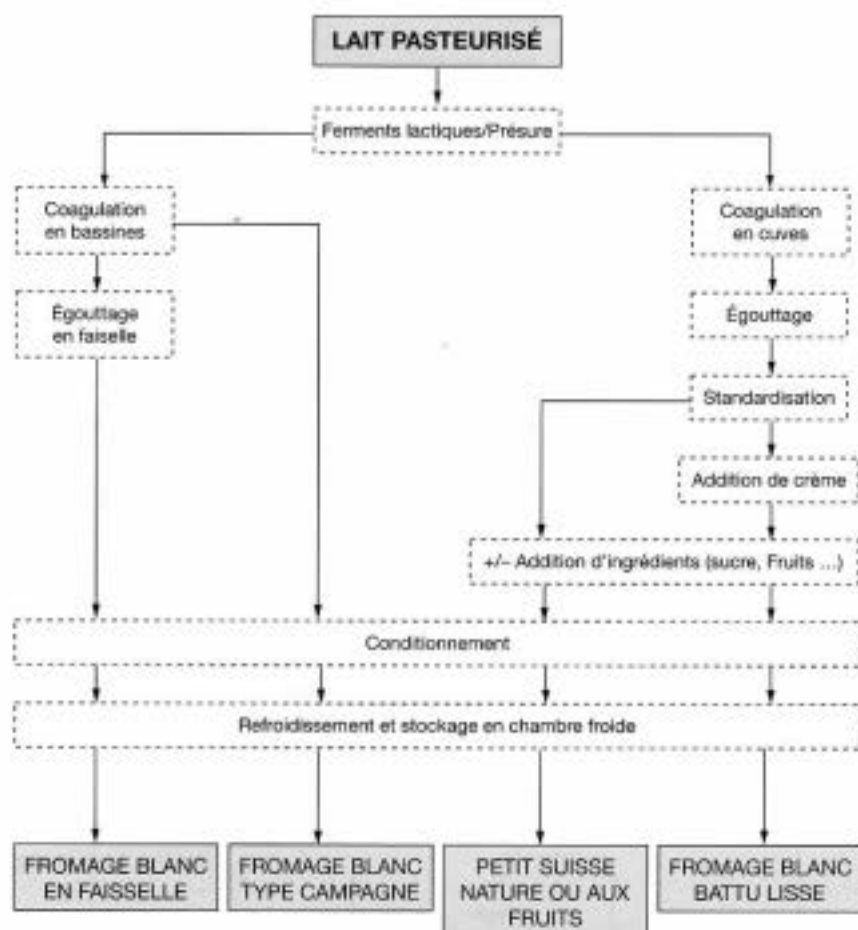 LAIT PASTEURISÉ
Ferments lactiques/Présure
Coagulation
en bassines
Coagulation
en cuves
Égouttage
en faiselle
Égouttage
Standardisation
Addition de crème
+/– Addition d'ingrédients (sucre, Fruits ...)
Conditionnement
Refroidissement et stockage en chambre froide
FROMAGE BLANC
EN FAISSELLE
FROMAGE BLANC
TYPE CAMPAGNE
PETIT SUISSE
NATURE OU AUX
FRUITS
FROMAGE BLANC
BATTU LISSE